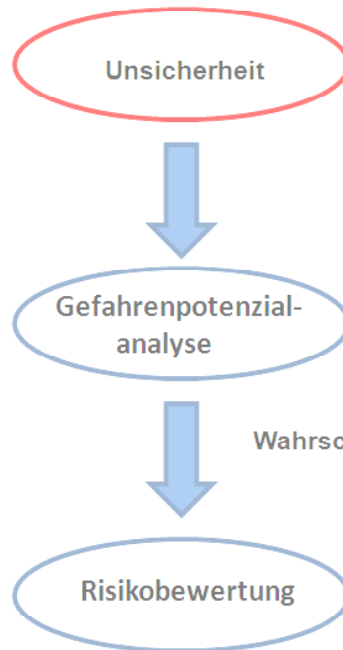 Unsicherheit
Gefahrenpotenzial-
analyse
Wahrsc
Risikobewertung